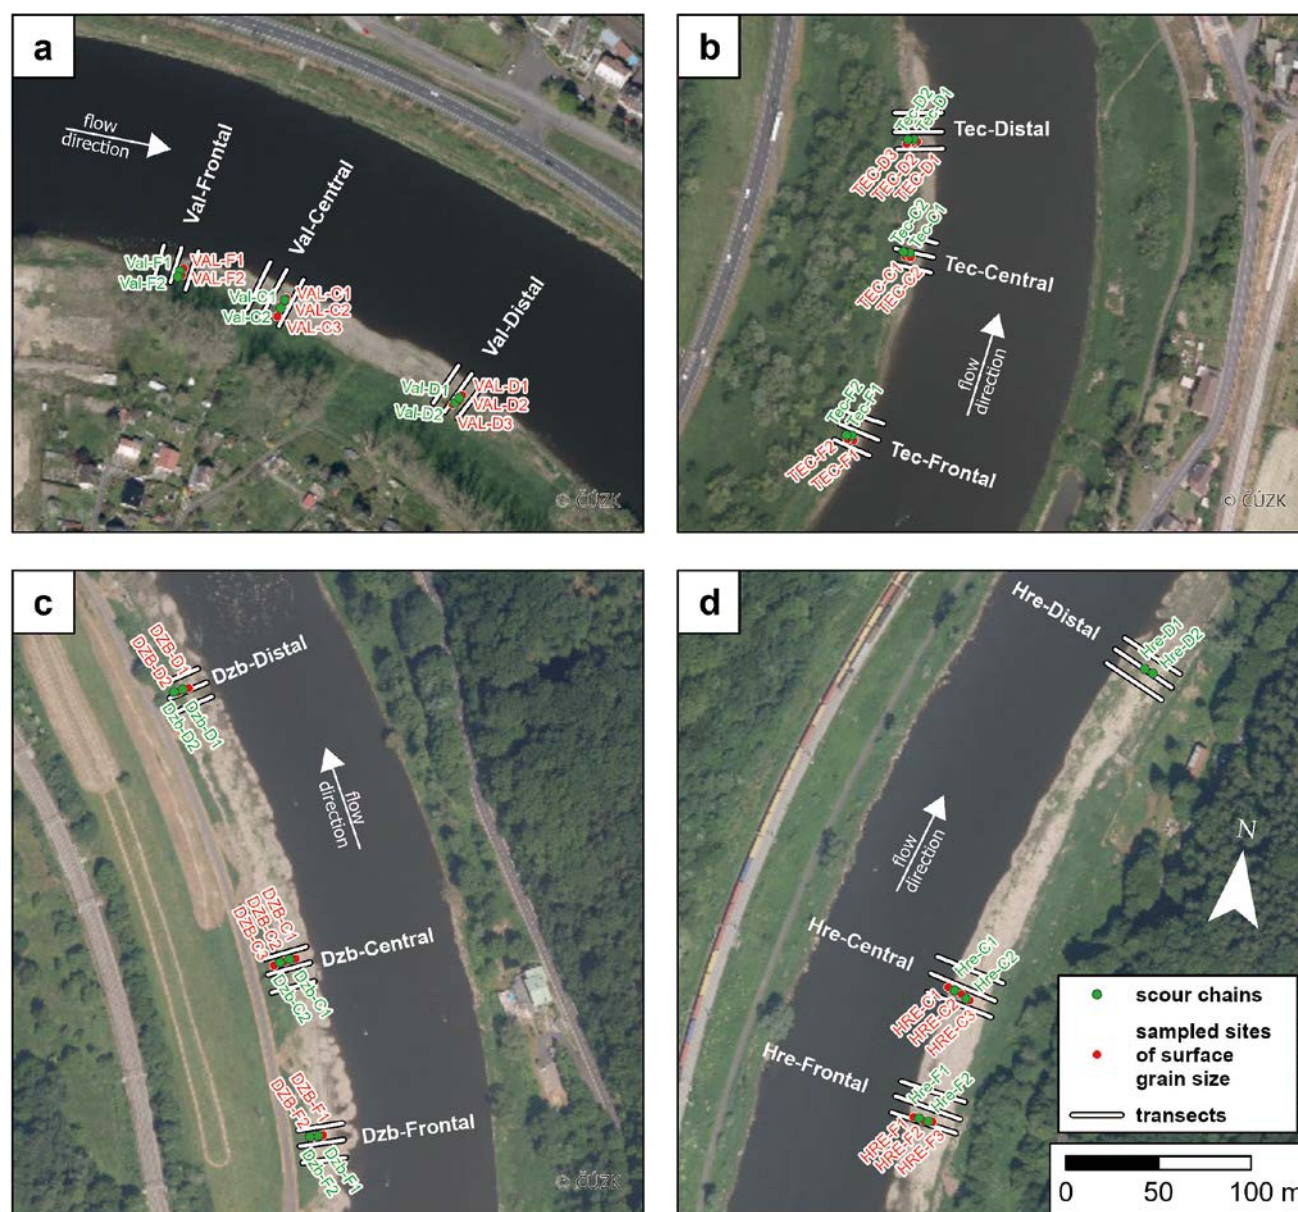 a
flow
direction
Val-Frontal
Val-Central
Val-Distal
Val-F1
Val-F2
VAL-F1
VAL-F2
Val-C1
Val-C2
VAL-C1
VAL-C2
VAL-C3
Val-D1
Val-D2
VAL-D1
VAL-D2
VAL-D3
© ČÚZK
b
Tec-D2
Tec-D1
Tec-Distal
TEC-D3
TEC-D2
TEC-D1
Tec-C2
Tec-C1
Tec-Central
TEC-C1
TEC-C2
flow
direction
Tec-F2
Tec-F1
TEC-F2
TEC-F1
Tec-Frontal
© ČÚZK
c
DZB-D1
DZB-D2
Dzb-Distal
Dzb-D1
Dzb-D2
flow
direction
DZB-C1
DZB-C2
DZB-C3
Dzb-Central
Dzb-C1
Dzb-C2
DZB-F1
DZB-F2
Dzb-Frontal
Dzb-F1
Dzb-F2
© ČÚZK
d
Hre-Distal
Hre-D1
Hre-D2
flow
direction
N
Hre-Central
Hre-C1
Hre-C2
HRE-C1
HRE-C2
HRE-C3
Hre-Frontal
Hre-F1
Hre-F2
HRE-F1
HRE-F2
HRE-F3
scour chains
sampled sites
of surface
grain size
transects
0 50 100 m